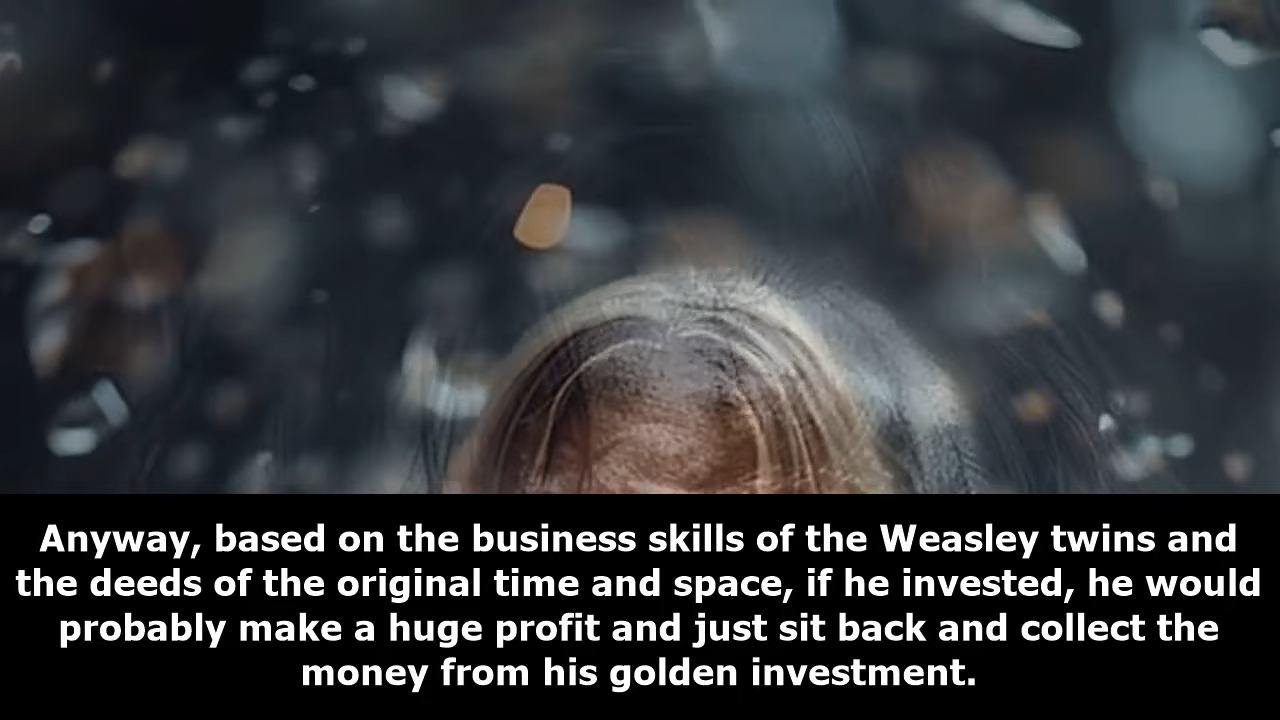 Anyway, based on the business skills of the Weasley twins and
the deeds of the original time and space, if he invested, he would
probably make a huge profit and just sit back and collect the
money from his golden investment.